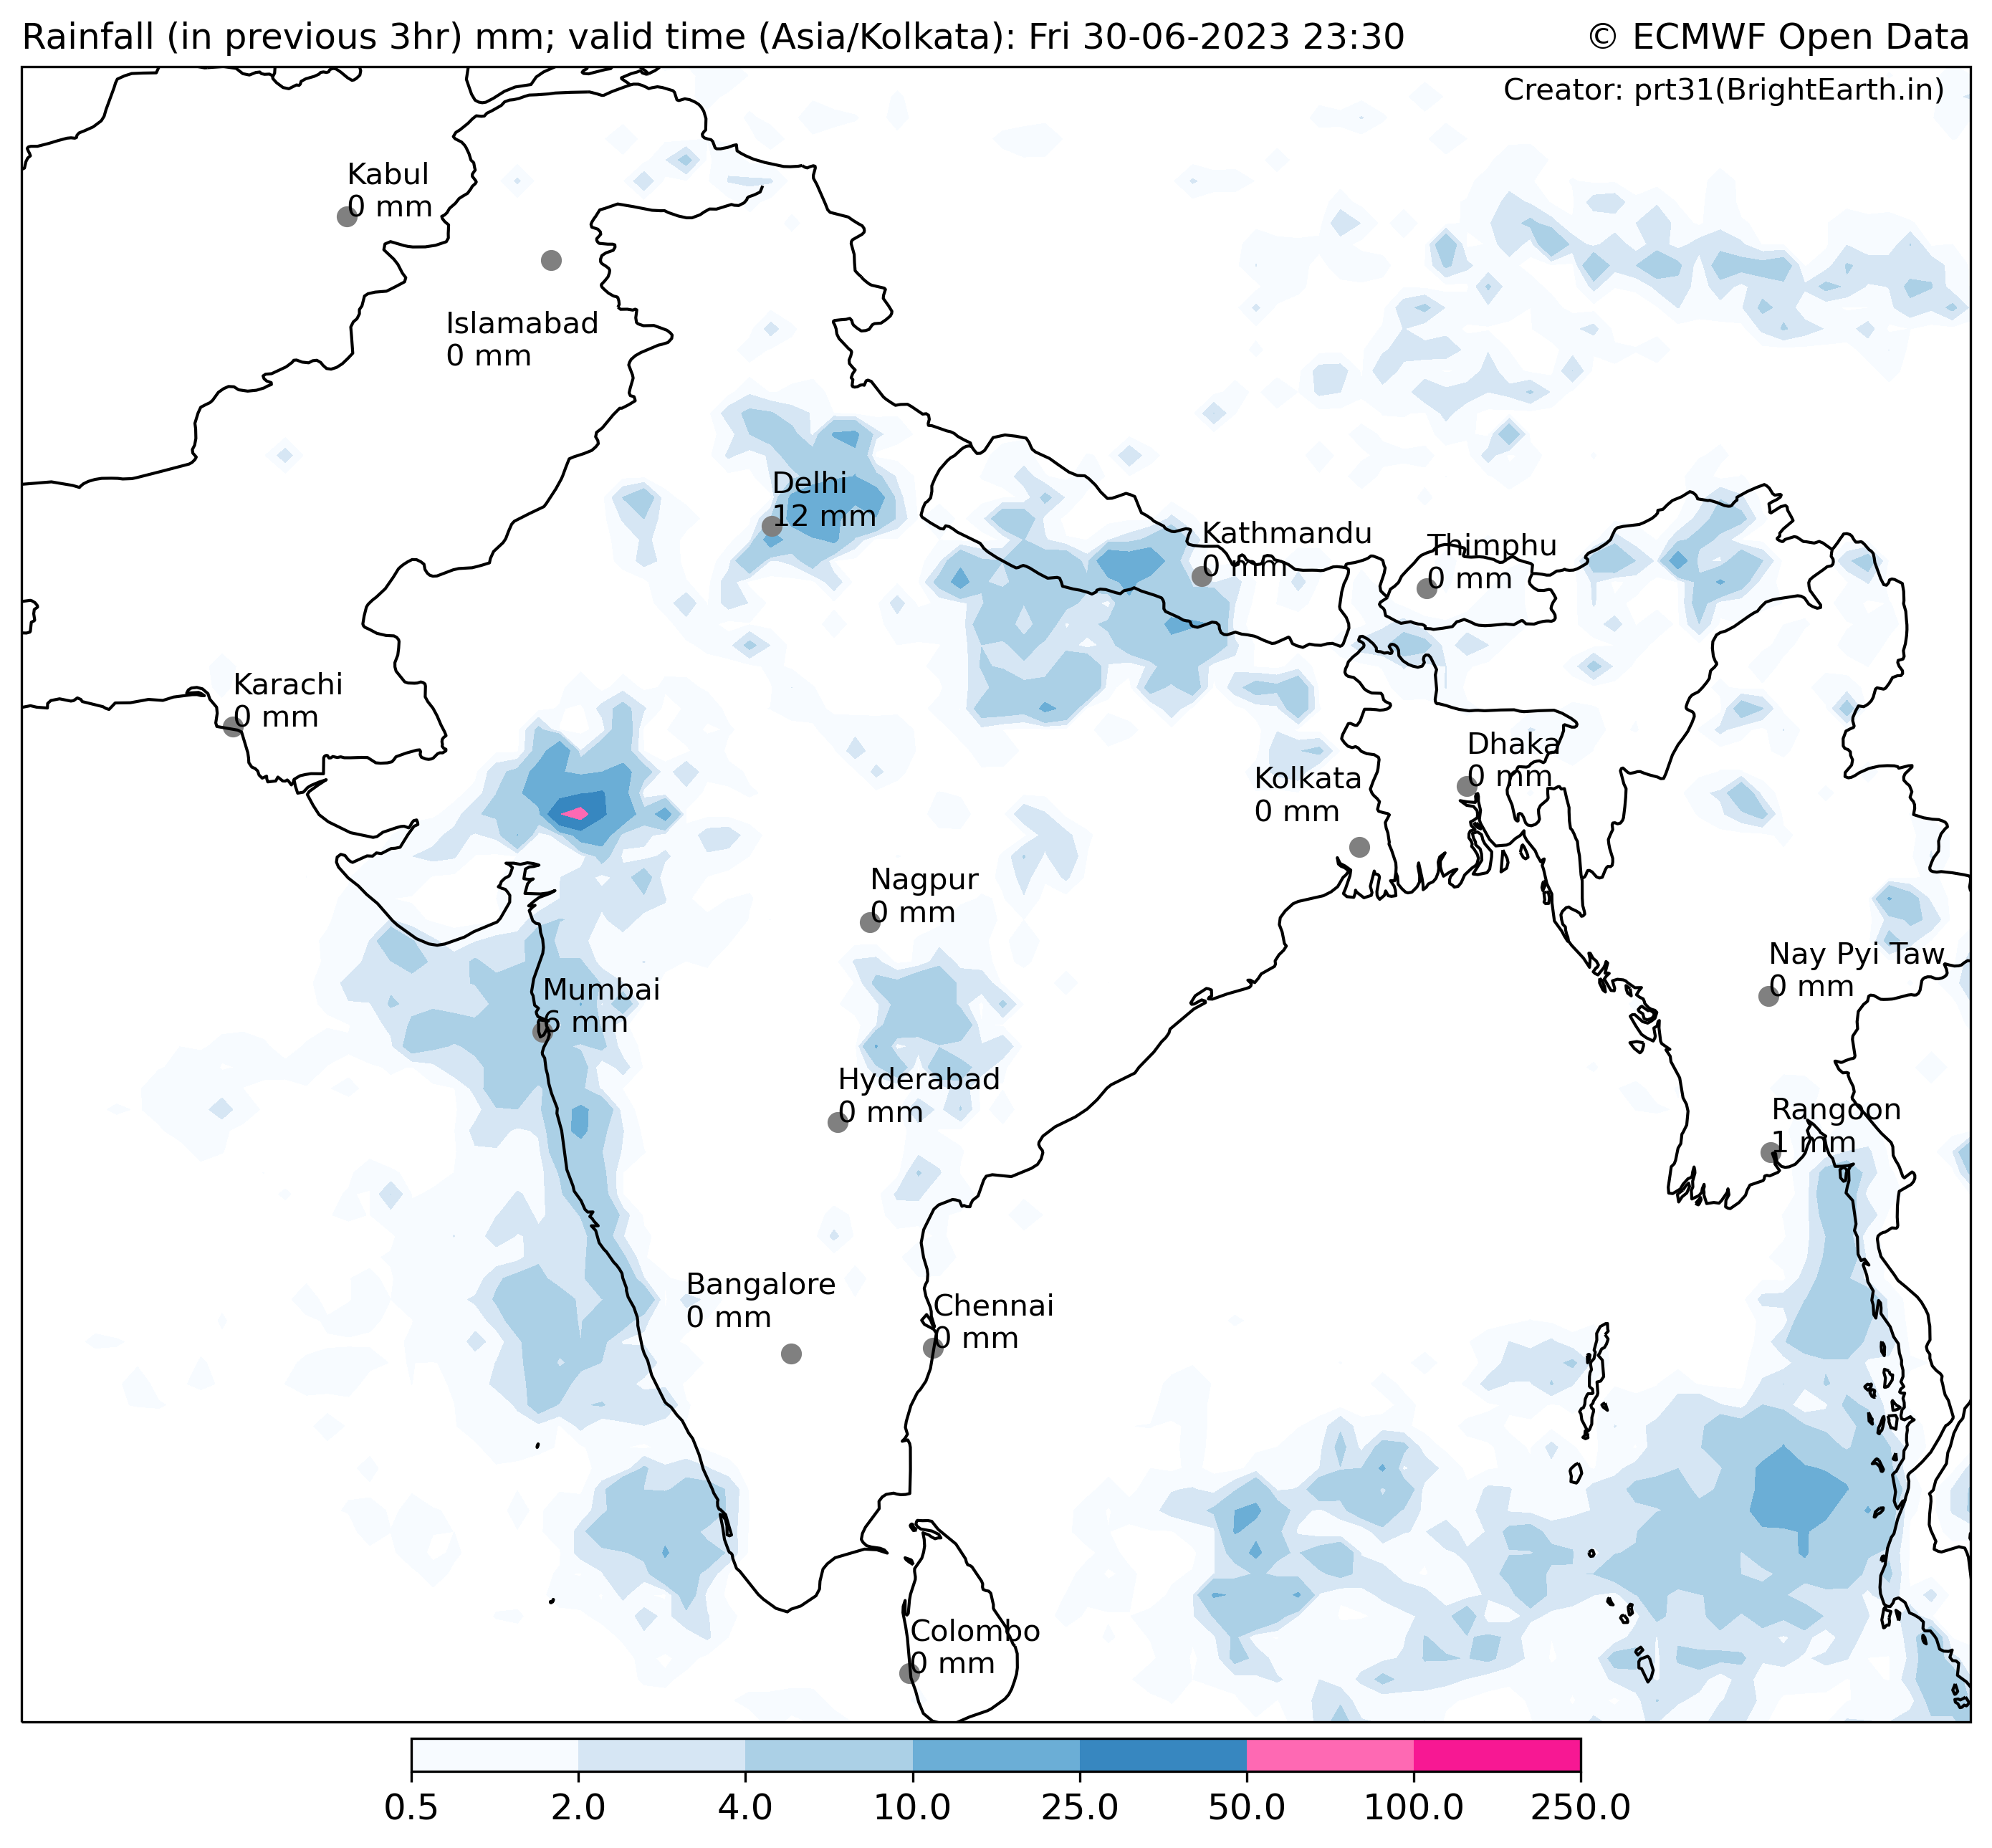 Rainfall (in previous 3hr) mm; valid time (Asia/Kolkata): Fri 30-06-2023 23:30
© ECMWF Open Data
Creator: prt31(BrightEarth.in)
Kabul
0 mm
Islamabad
0 mm
Delhi
12 mm
Kathmandu
0 mm
Thimphu
0 mm
Karachi
0 mm
Dhaka
0 mm
Kolkata
0 mm
Nagpur
0 mm
Nay Pyi Taw
0 mm
Mumbai
6 mm
Hyderabad
0 mm
Rangoon
1 mm
Bangalore
0 mm
Chennai
0 mm
Colombo
0 mm
0.5 2.0 4.0 10.0 25.0 50.0 100.0 250.0